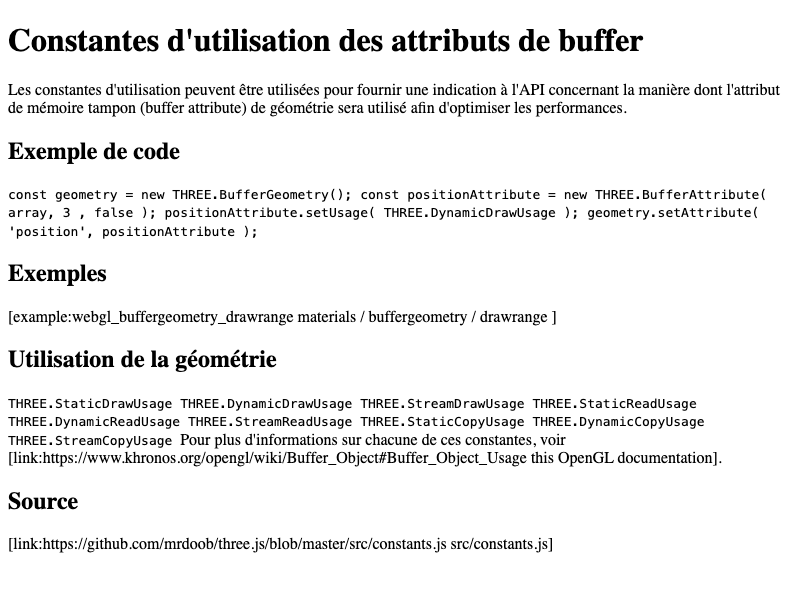 Constantes d'utilisation des attributs de buffer
Les constantes d'utilisation peuvent être utilisées pour fournir une indication à l'API concernant la manière dont l'attribut
de mémoire tampon (buffer attribute) de géométrie sera utilisé afin d'optimiser les performances.
Exemple de code
const geometry = new THREE.BufferGeometry(); const positionAttribute = new THREE.BufferAttribute(
array, 3 , false ); positionAttribute.setUsage( THREE.DynamicDrawUsage ); geometry.setAttribute(
'position', positionAttribute );
Exemples
[example:webgl_buffergeometry_drawrange materials / buffergeometry / drawrange ]
Utilisation de la géométrie
THREE.StaticDrawUsage THREE.DynamicDrawUsage THREE.StreamDrawUsage THREE.StaticReadUsage
THREE.DynamicReadUsage THREE.StreamReadUsage THREE.StaticCopyUsage THREE.DynamicCopyUsage
THREE.StreamCopyUsage Pour plus d'informations sur chacune de ces constantes, voir
[link:https://www.khronos.org/opengl/wiki/Buffer_Object#Buffer_Object_Usage this OpenGL documentation].
Source
[link:https://github.com/mrdoob/three.js/blob/master/src/constants.js src/constants.js]